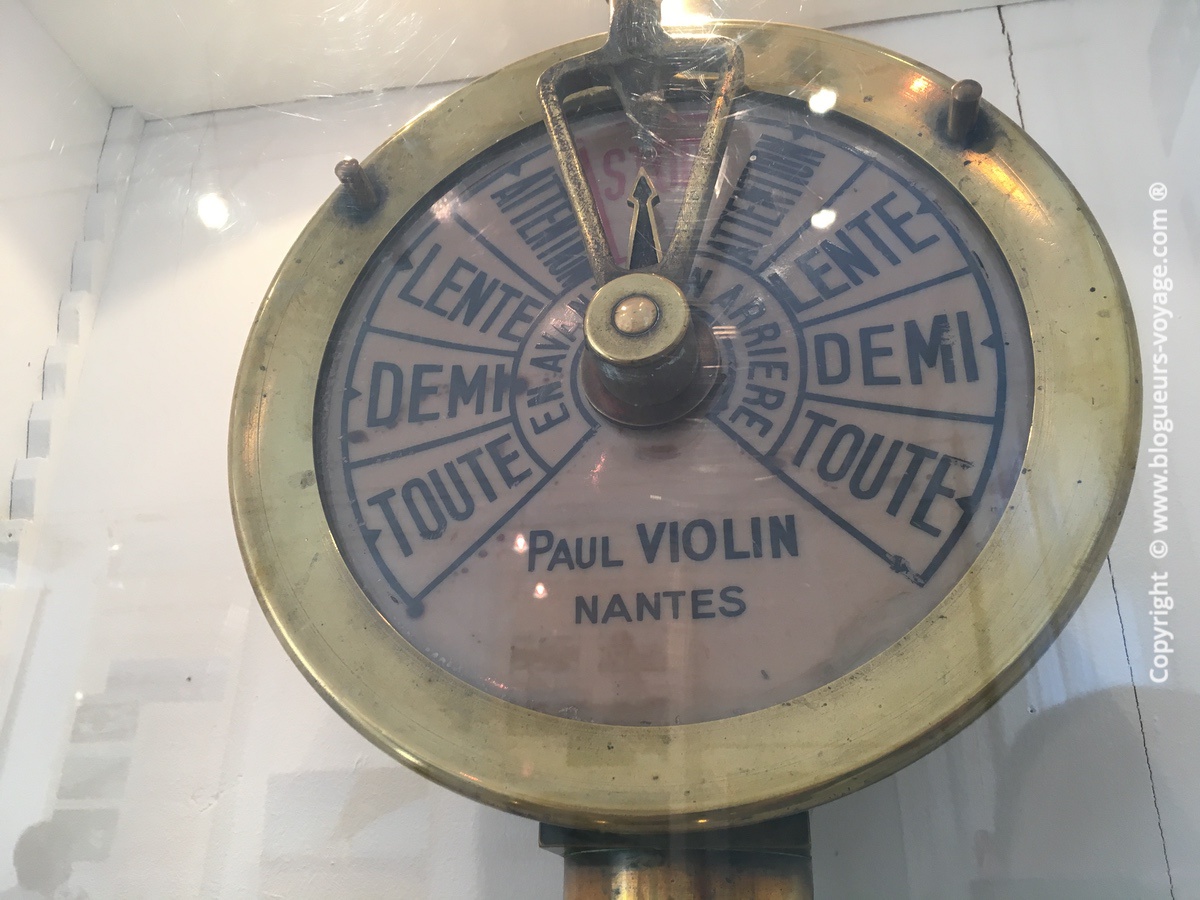 STOP
ATTENTION
ATTENTION
LENTE
LENTE
DEMI
DEMI
TOUTE
TOUTE
EN AVANT
EN ARRIERE
PAUL VIOLIN
NANTES
Copyright © www.blogueurs-voyage.com ®